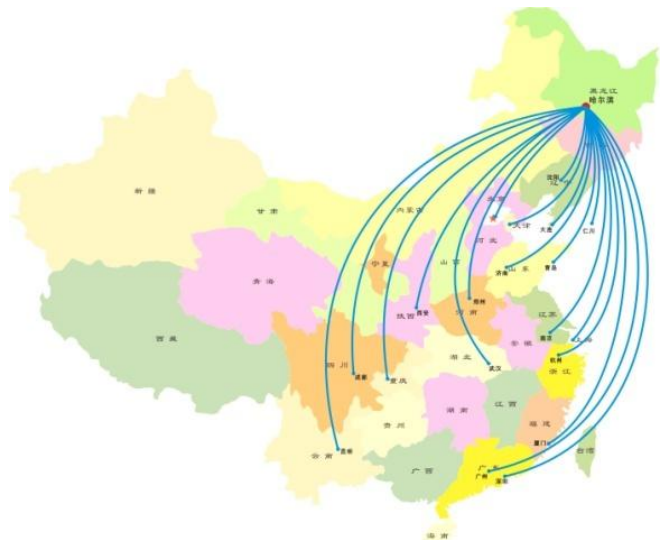 黑龙江
哈尔滨
沈阳
辽宁
新疆
甘肃
内蒙古
天津
大连
仁川
河北
宁夏
山西
济南
山东
青岛
青海
郑州
河南
陕西
西安
江苏
南京
上海
西藏
安徽
杭州
浙江
湖北
武汉
四川
成都
重庆
湖南
江西
贵州
福建
厦门
云南
昆明
台湾
广西
广东
广州
深圳
海南